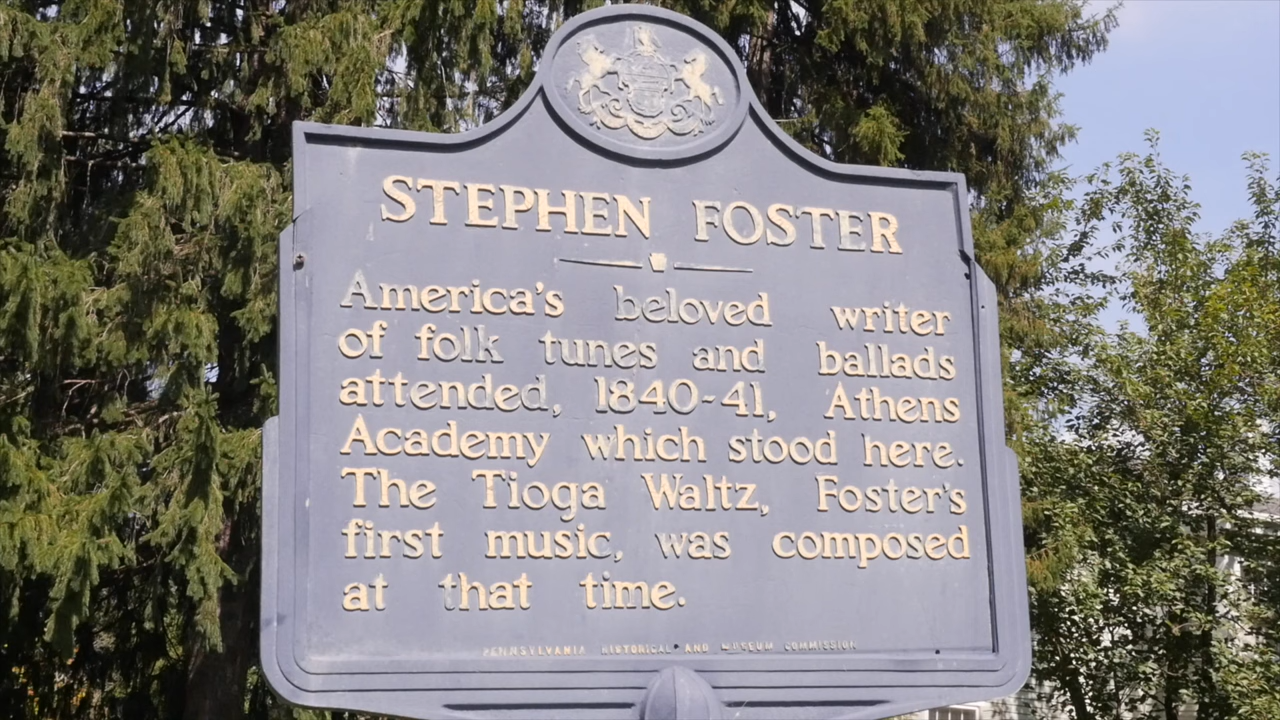 STEPHEN FOSTER
America's beloved writer
of folk tunes and ballads
attended, 1840-41, Athens
Academy which stood here.
The Tioga Waltz, Foster's
first music, was composed
at that time.
PENNSYLVANIA HISTORICAL AND MUSEUM COMMISSION